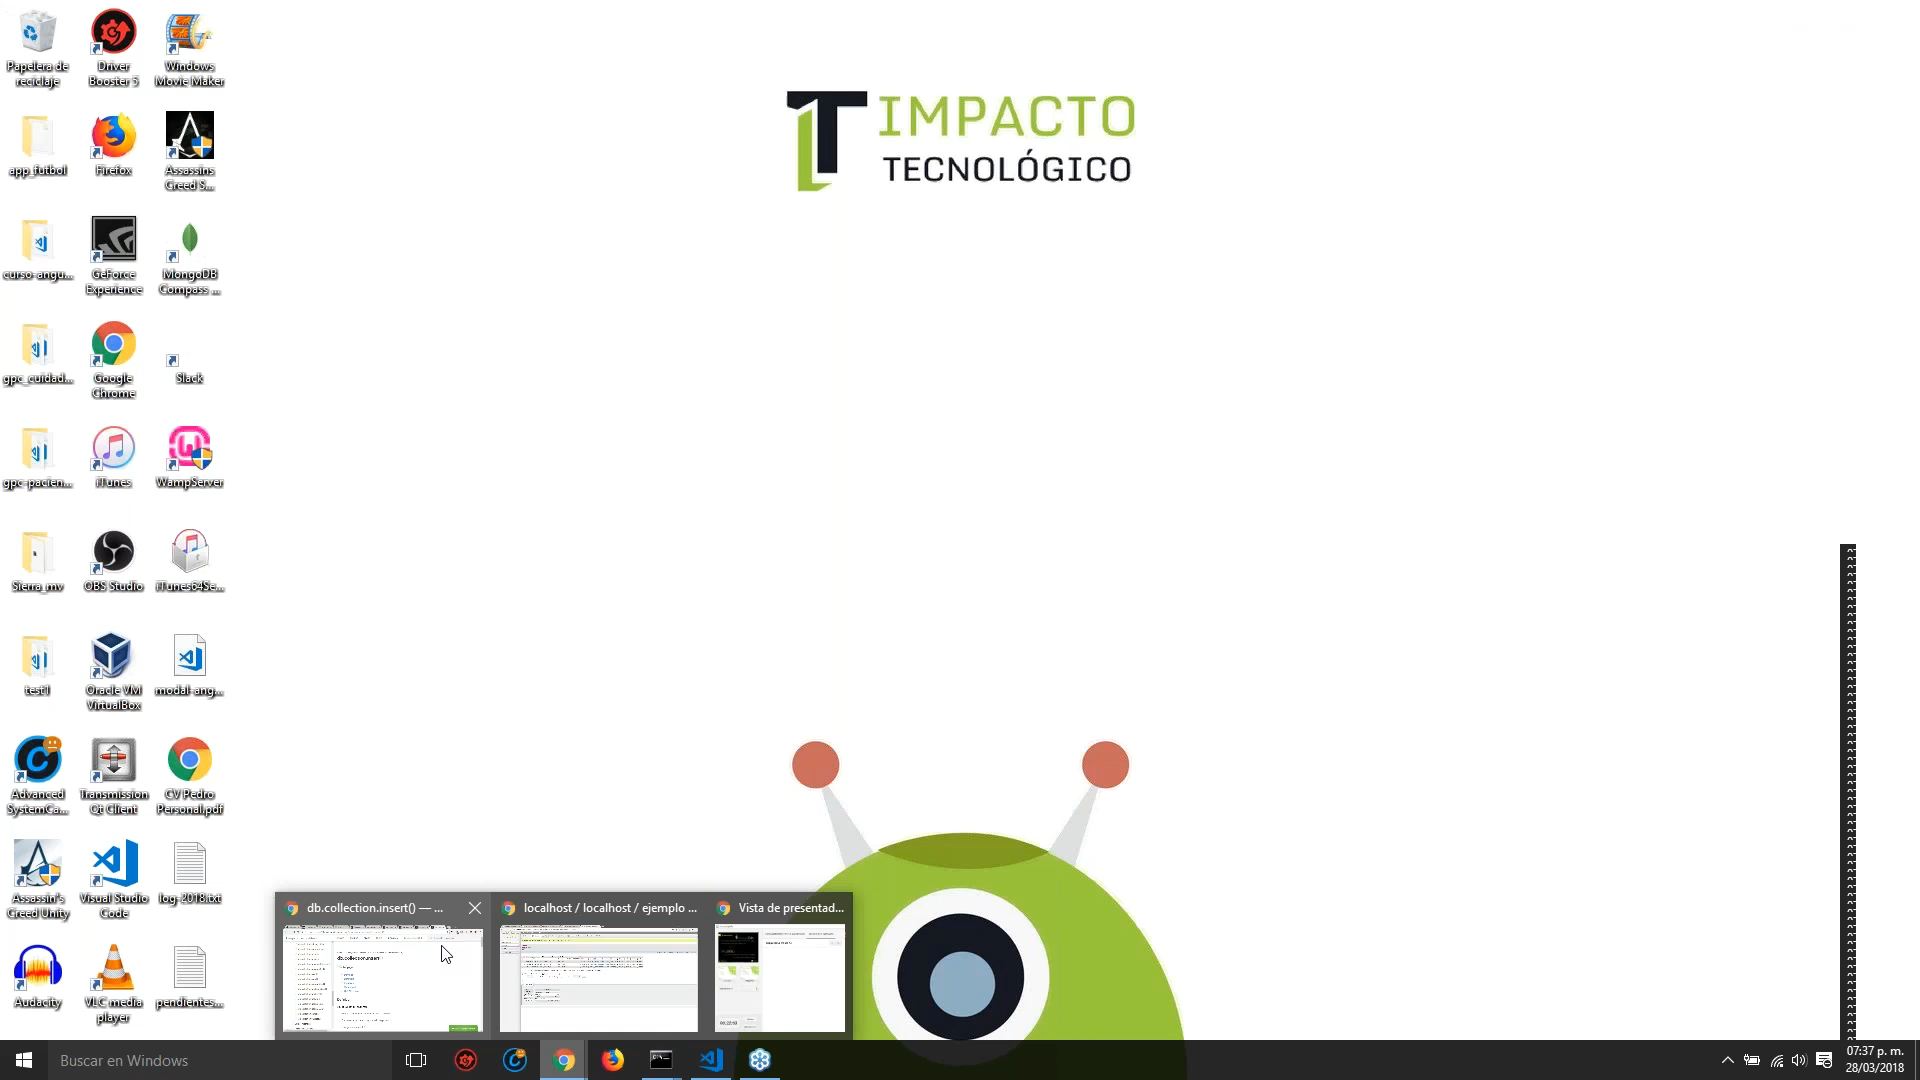 Papelera de
reciclaje
Driver
Booster 5
Windows
Movie Maker
app_futbol
Firefox
Assassins
Creed S...
curso-angu...
GeForce
Experience
MongoDB
Compass ...
gpc_cuidad...
Google
Chrome
Slack
gpc-pacien...
iTunes
WampServer
Sierra_mv
OBS Studio
iTunes64Se...
test1
Oracle VM
VirtualBox
modal-ang...
Advanced
SystemCa...
Transmission
Qt Client
CV Pedro
Personal.pdf
Assassin's
Creed Unity
Visual Studio
Code
log-2018.txt
Audacity
VLC media
player
pendientes...
IMPACTO
TECNOLÓGICO
db.collection.insert() — ...
localhost / localhost / ejemplo ...
Vista de presentad...
Buscar en Windows
07:37 p. m.
28/03/2018